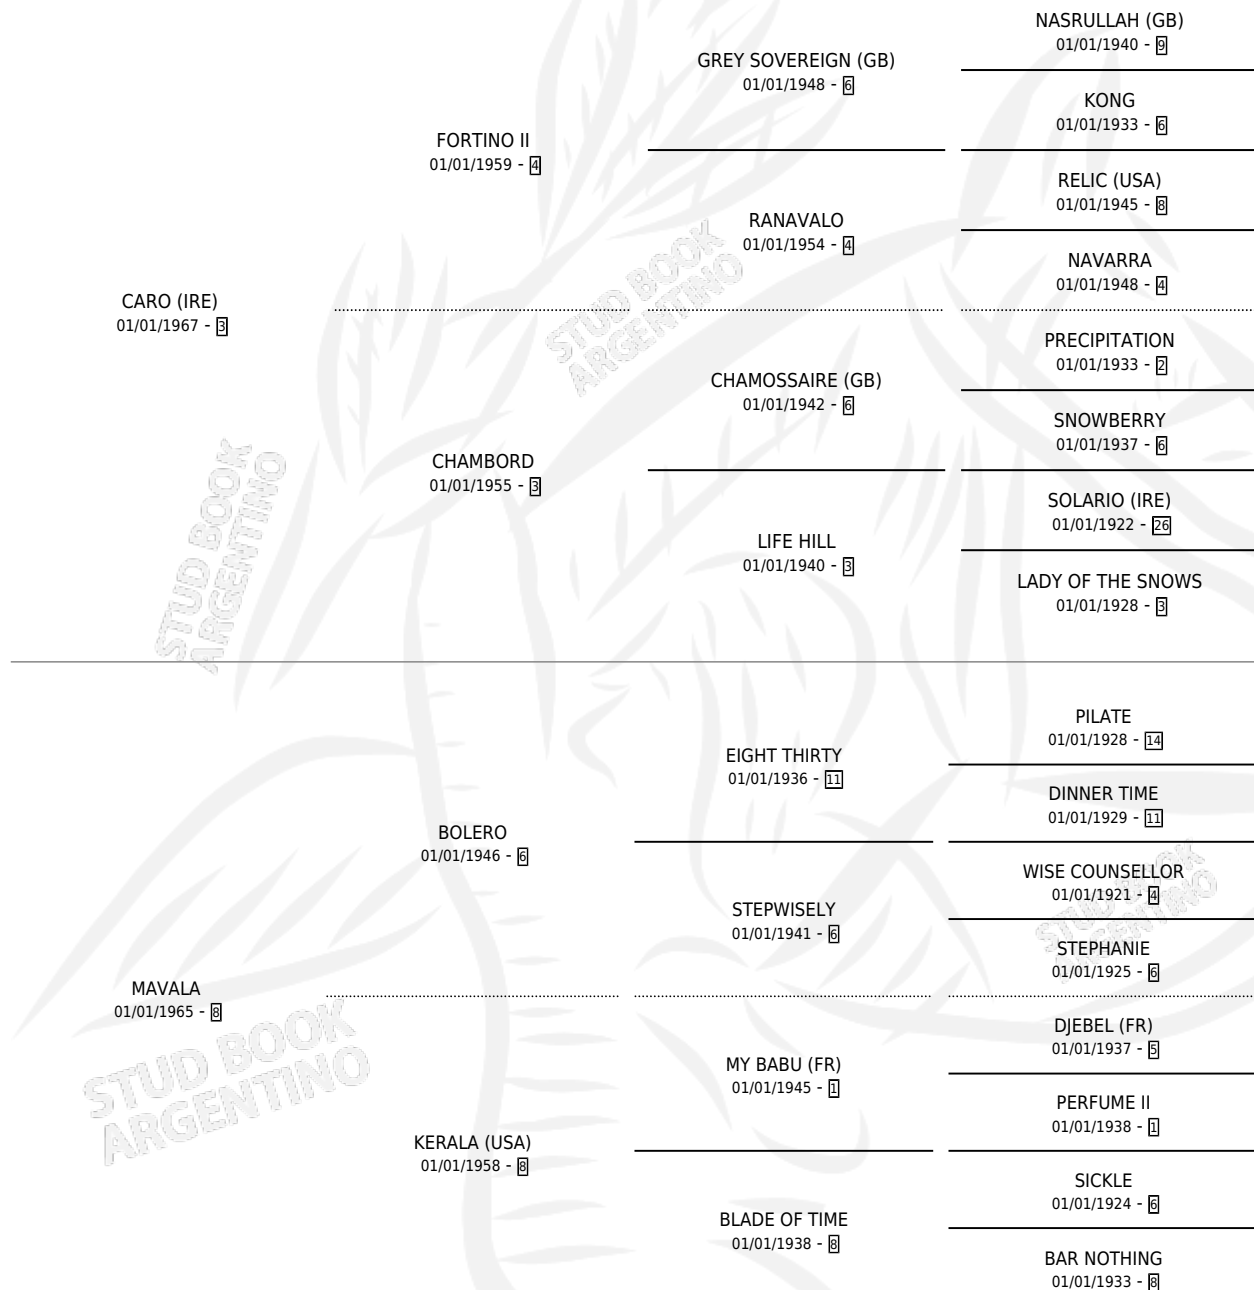 NASRULLAH (GB)
01/01/1940 - 9
GREY SOVEREIGN (GB)
01/01/1948 - 6
KONG
01/01/1933 - 6
FORTINO II
01/01/1959 - 4
RELIC (USA)
01/01/1945 - 8
RANAVALO
01/01/1954 - 4
NAVARRA
01/01/1948 - 4
CARO (IRE)
01/01/1967 - 3
PRECIPITATION
01/01/1933 - 2
CHAMOSSAIRE (GB)
01/01/1942 - 6
SNOWBERRY
01/01/1937 - 6
CHAMBORD
01/01/1955 - 3
SOLARIO (IRE)
01/01/1922 - 26
LIFE HILL
01/01/1940 - 3
LADY OF THE SNOWS
01/01/1928 - 3
PILATE
01/01/1928 - 14
EIGHT THIRTY
01/01/1936 - 11
DINNER TIME
01/01/1929 - 11
BOLERO
01/01/1946 - 6
WISE COUNSELLOR
01/01/1921 - 4
STEPWISELY
01/01/1941 - 6
STEPHANIE
01/01/1925 - 6
MAVALA
01/01/1965 - 8
DJEBEL (FR)
01/01/1937 - 5
MY BABU (FR)
01/01/1945 - 1
PERFUME II
01/01/1938 - 1
KERALA (USA)
01/01/1958 - 8
SICKLE
01/01/1924 - 6
BLADE OF TIME
01/01/1938 - 8
BAR NOTHING
01/01/1933 - 8
STUD BOOK
ARGENTINO
STUD BOOK
ARGENTINO
STUD BOOK
ARGENTINO
STUD BOOK
ARGENTINO